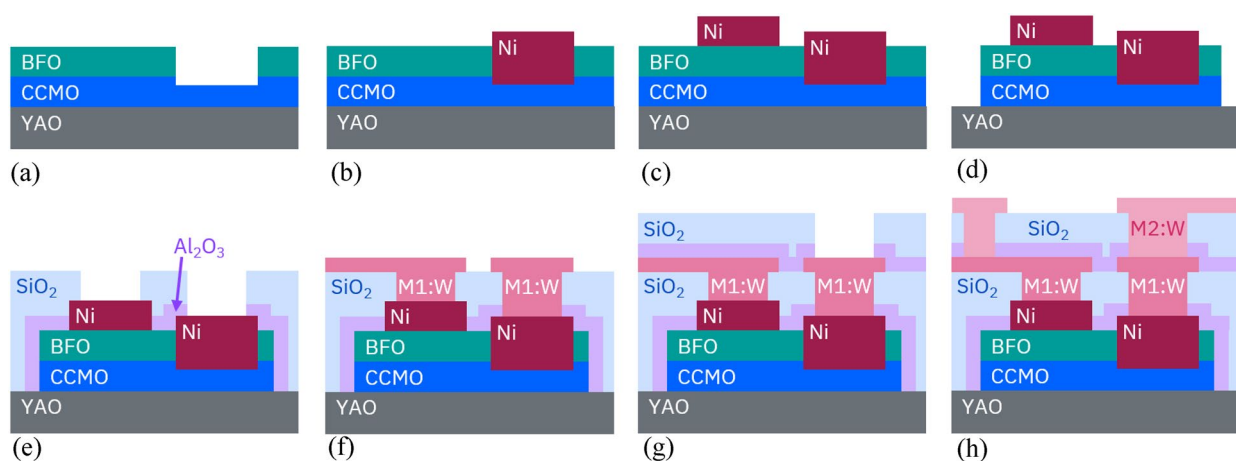 (a)
BFO
CCMO
YAO
(b)
Ni
BFO
CCMO
YAO
(c)
Ni
Ni
BFO
CCMO
YAO
(d)
Ni
Ni
BFO
CCMO
YAO
(e)
Al₂O₃
SiO₂
Ni
Ni
BFO
CCMO
YAO
(f)
SiO₂
M1:W
M1:W
Ni
Ni
BFO
CCMO
YAO
(g)
SiO₂
SiO₂
M1:W
M1:W
Ni
Ni
BFO
CCMO
YAO
(h)
SiO₂
M2:W
SiO₂
M1:W
M1:W
Ni
Ni
BFO
CCMO
YAO